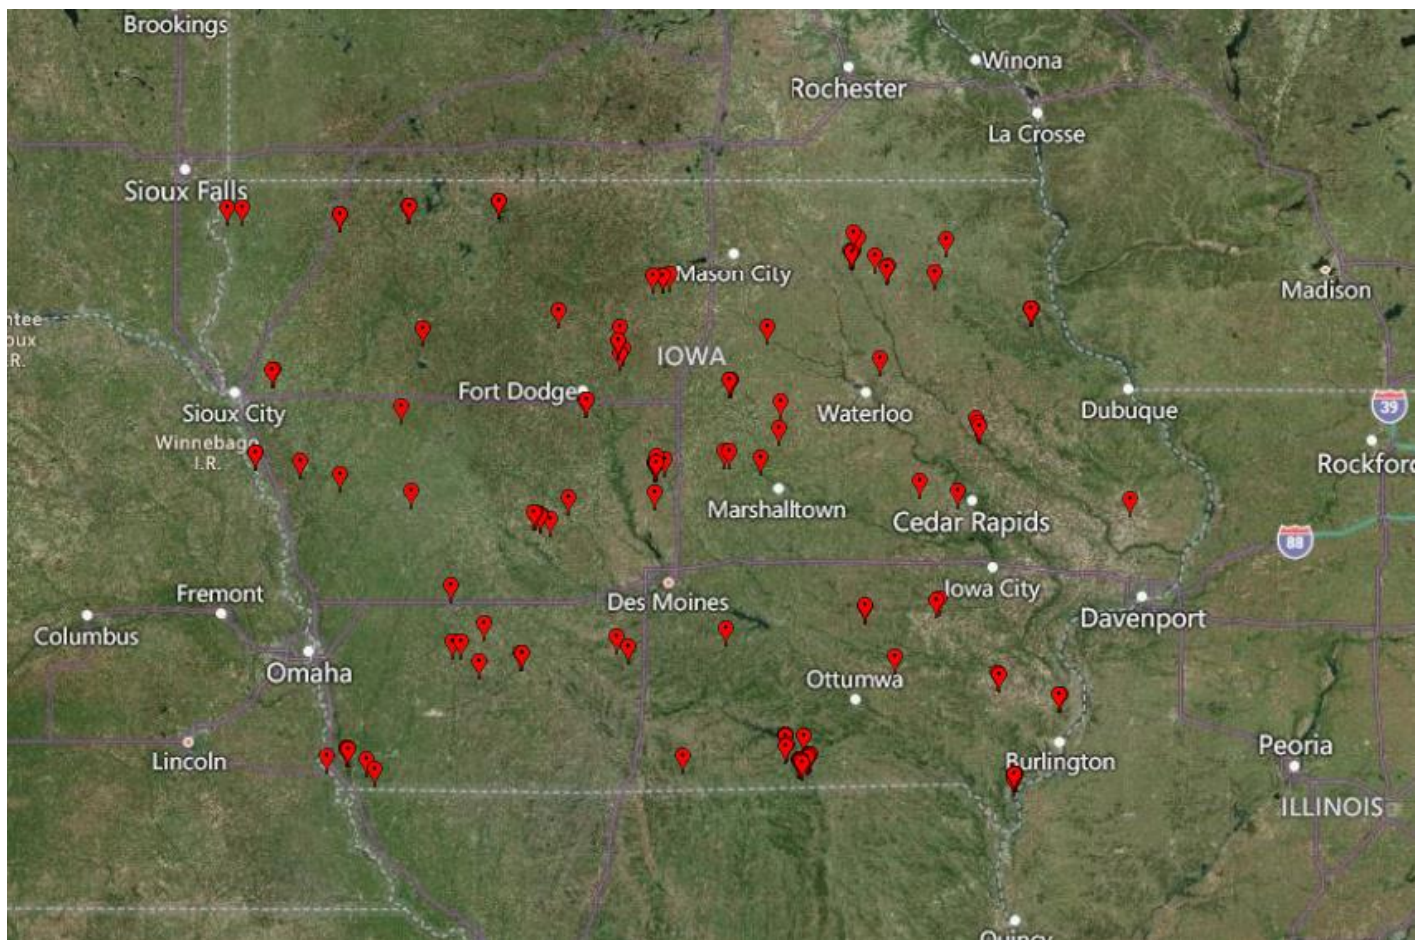 Brookings
Winona
Rochester
La Crosse
Sioux Falls
Mason City
Madison
IOWA
Fort Dodge
Sioux City
Waterloo
Dubuque
39
Winnebago
I.R.
Rockford
Marshalltown
Cedar Rapids
88
Fremont
Des Moines
Iowa City
Columbus
Davenport
Omaha
Ottumwa
Lincoln
Burlington
Peoria
ILLINOIS
Quincy